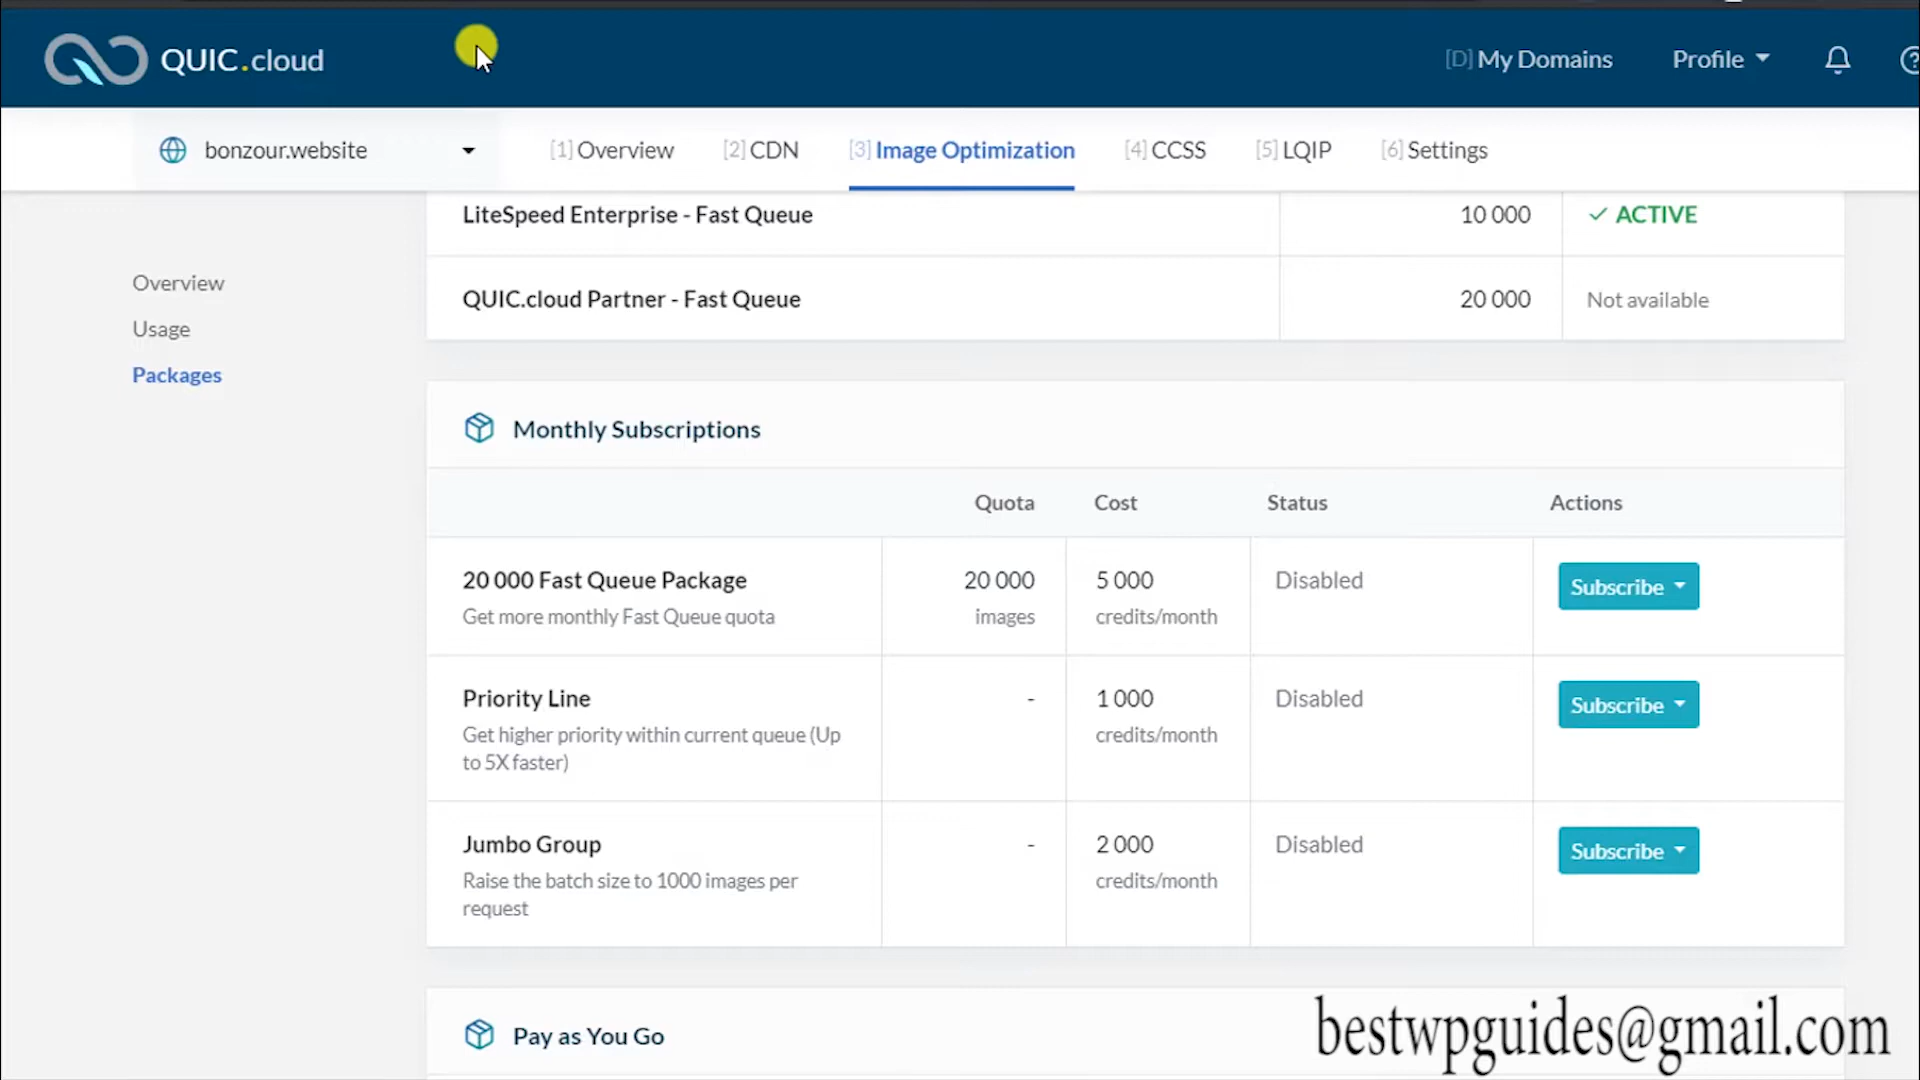 QUIC.cloud
[D] My Domains
Profile
bonzour.website
[1] Overview
[2] CDN
[3] Image Optimization
[4] CCSS
[5] LQIP
[6] Settings
Overview
Usage
Packages
LiteSpeed Enterprise - Fast Queue 10 000 ✓ ACTIVE
QUIC.cloud Partner - Fast Queue 20 000 Not available
Monthly Subscriptions
Quota Cost Status Actions
20 000 Fast Queue Package 20 000 5 000 Disabled Subscribe
Get more monthly Fast Queue quota images credits/month
Priority Line - 1 000 Disabled Subscribe
Get higher priority within current queue (Up credits/month
to 5X faster)
Jumbo Group - 2 000 Disabled Subscribe
Raise the batch size to 1000 images per credits/month
request
Pay as You Go
bestwpguides@gmail.com